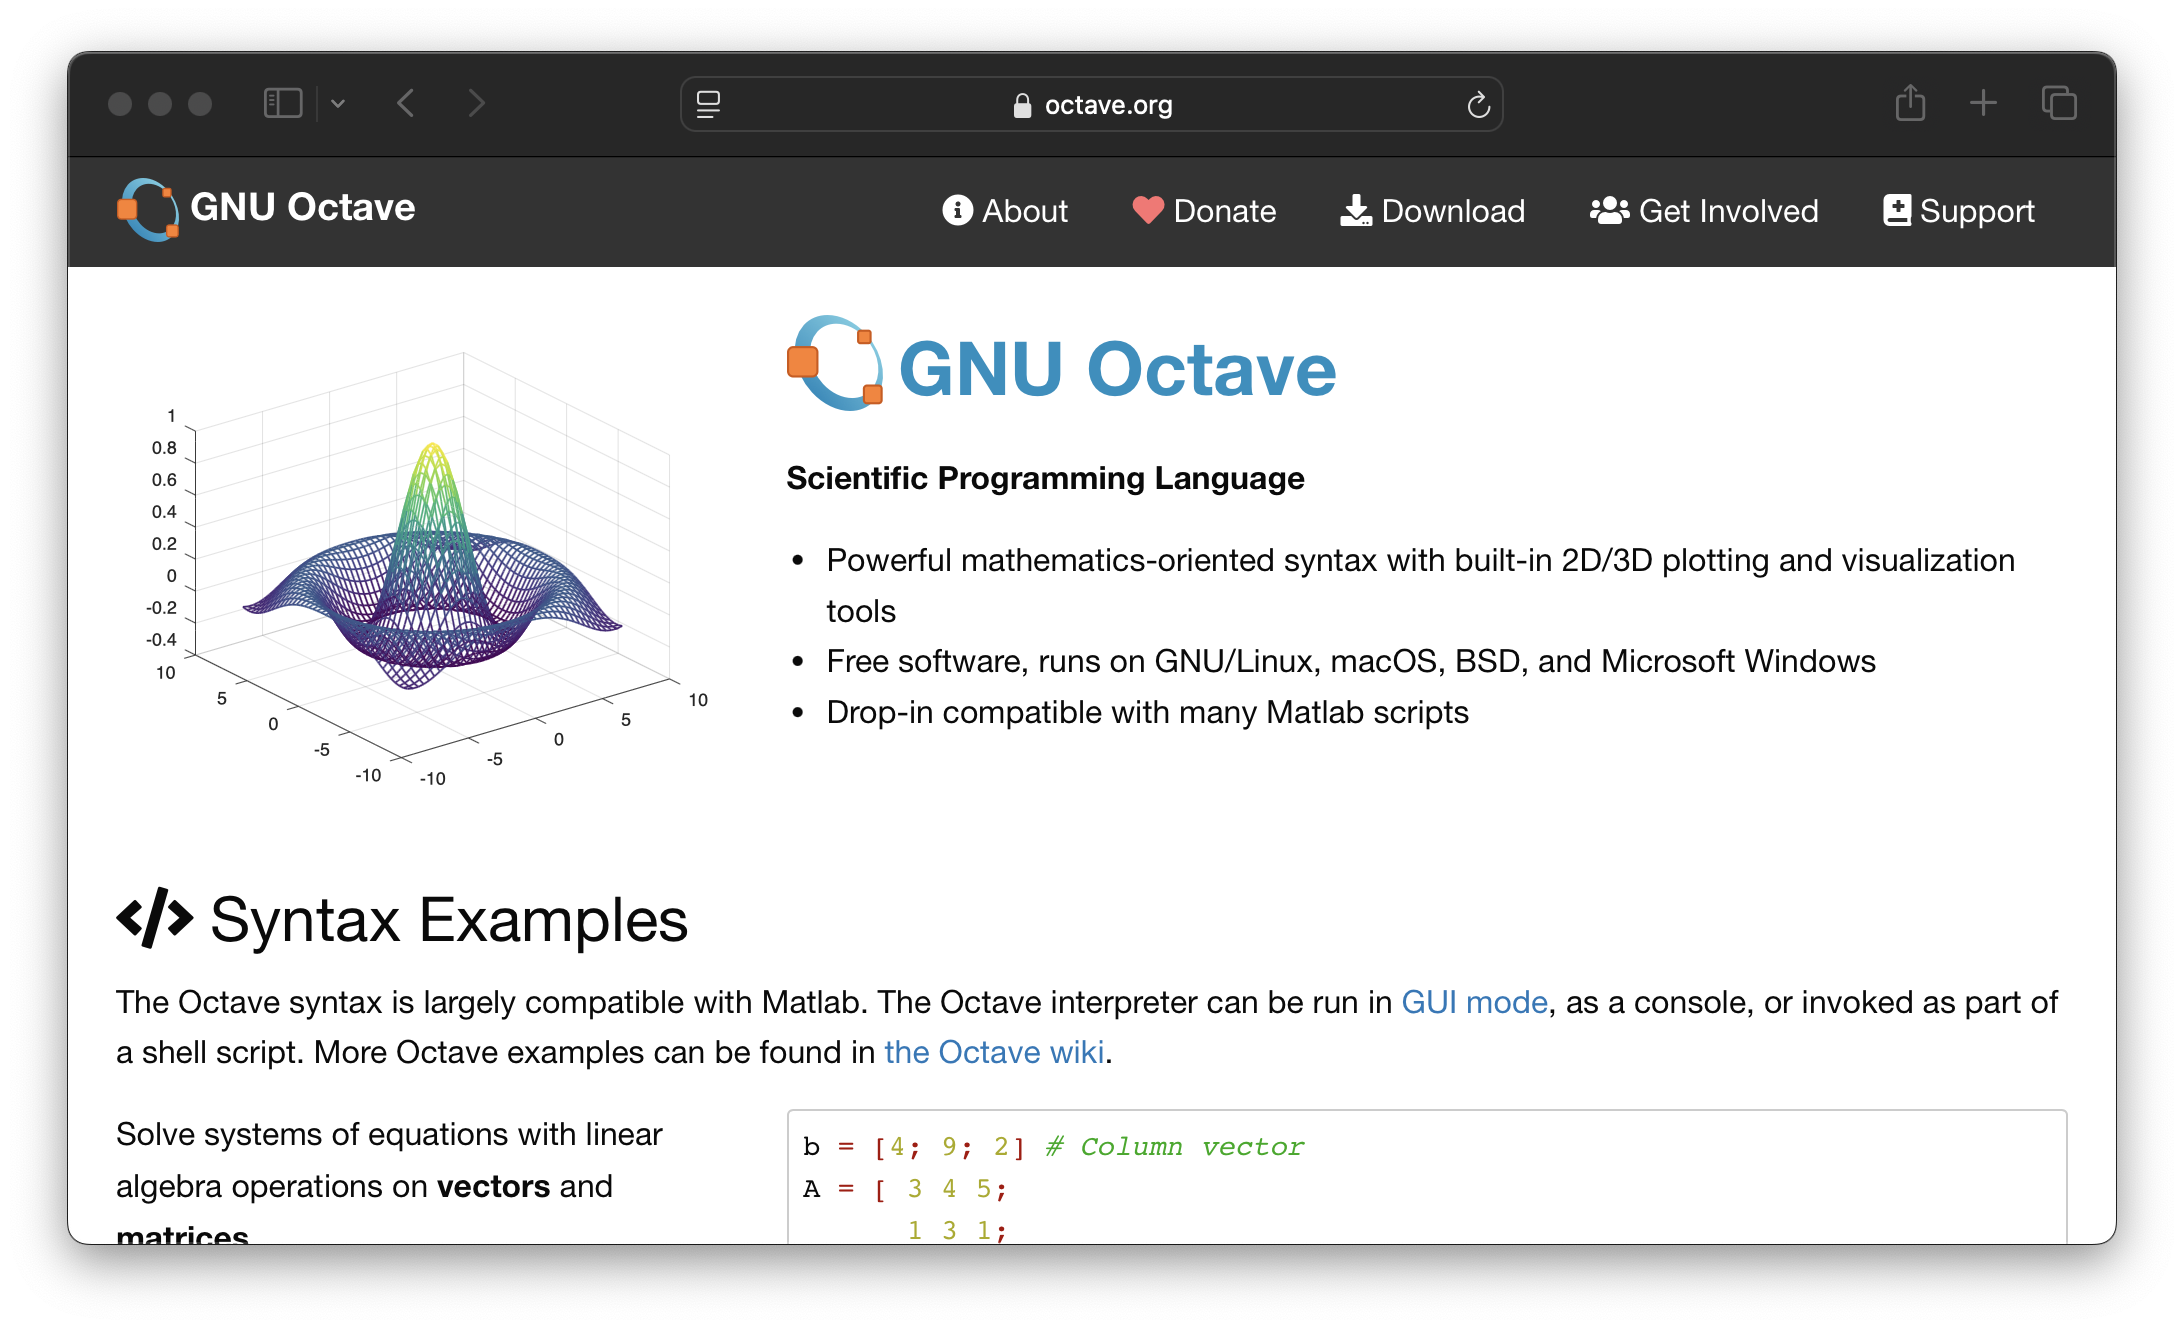 octave.org
GNU Octave
About
Donate
Download
Get Involved
Support
1
0.8
0.6
0.4
0.2
0
-0.2
-0.4
10
5
0
-5
-10
-10
-5
0
5
10
GNU Octave
Scientific Programming Language
• Powerful mathematics-oriented syntax with built-in 2D/3D plotting and visualization
tools
• Free software, runs on GNU/Linux, macOS, BSD, and Microsoft Windows
• Drop-in compatible with many Matlab scripts
</> Syntax Examples
The Octave syntax is largely compatible with Matlab. The Octave interpreter can be run in GUI mode, as a console, or invoked as part of
a shell script. More Octave examples can be found in the Octave wiki.
Solve systems of equations with linear
algebra operations on vectors and
matrices
b = [4; 9; 2] # Column vector
A = [ 3 4 5;
1 3 1;